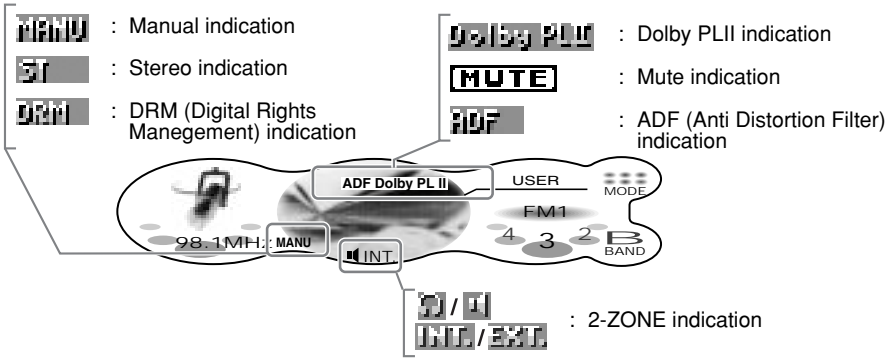 MANU : Manual indication
ST : Stereo indication
DRM : DRM (Digital Rights
Manegement) indication
Dolby PLII : Dolby PLII indication
MUTE : Mute indication
ADF : ADF (Anti Distortion Filter)
indication
ADF Dolby PL II
USER
MODE
FM1
98.1MHz MANU
4 3 2
B
BAND
INT.
/
INT. / EXT. : 2-ZONE indication